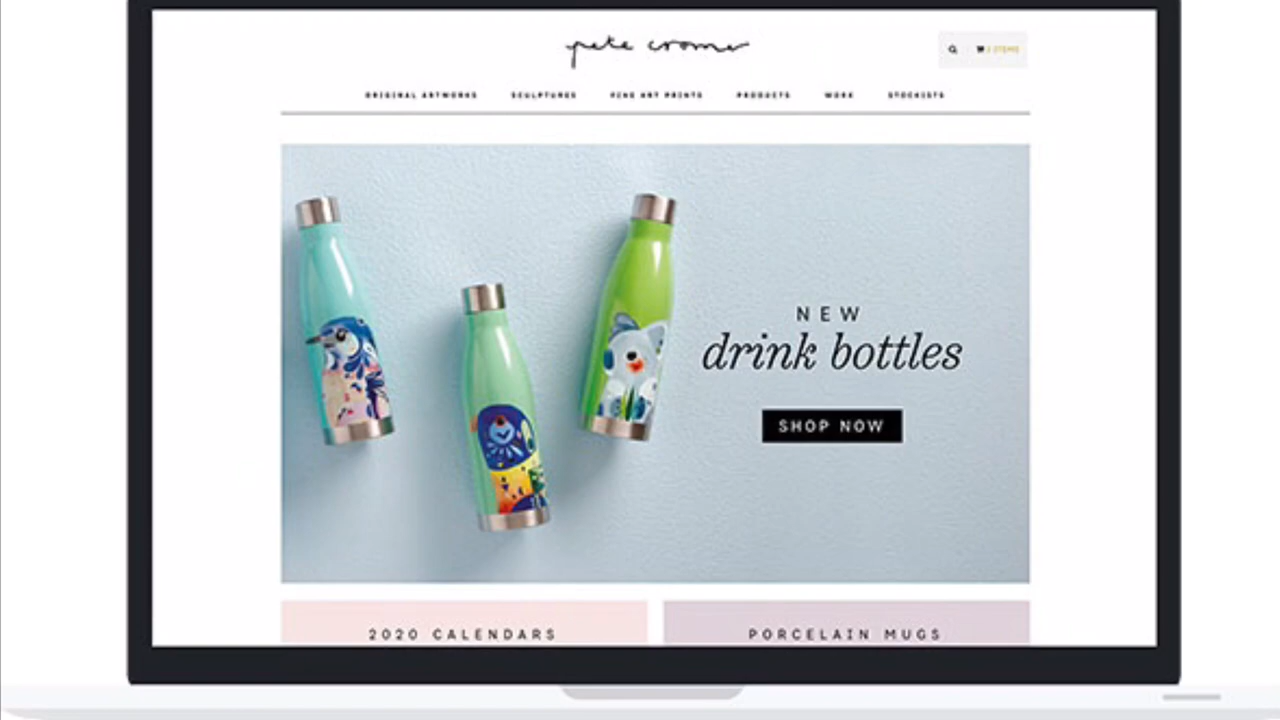 pete cromer
ITEMS
ORIGINAL ARTWORKS SCULPTURES FINE ART PRINTS PRODUCTS WORK STOCKISTS
NEW
drink bottles
SHOP NOW
2020 CALENDARS PORCELAIN MUGS